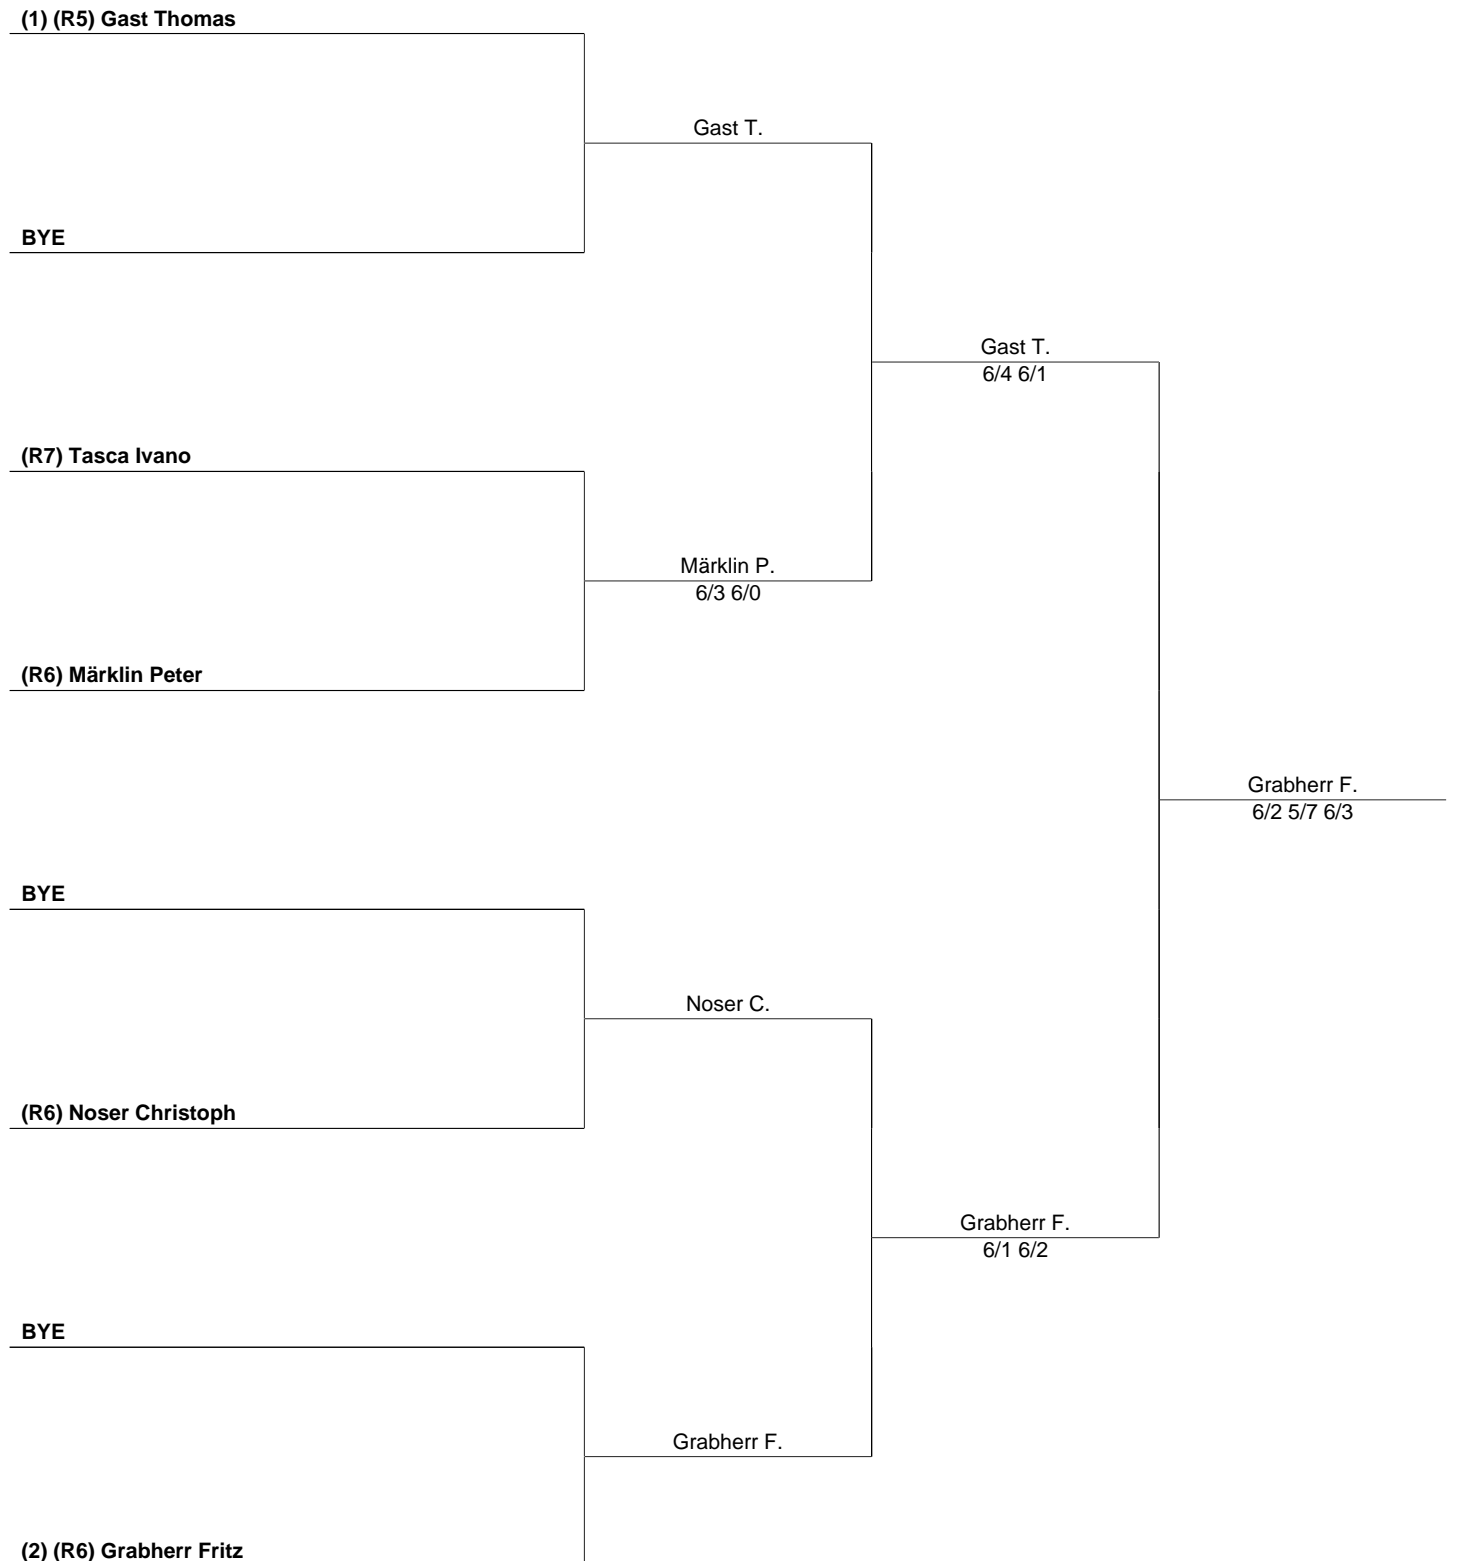 (1) (R5) Gast Thomas
Gast T.
BYE
Gast T.
6/4 6/1
(R7) Tasca Ivano
Märklin P.
6/3 6/0
(R6) Märklin Peter
Grabherr F.
6/2 5/7 6/3
BYE
Noser C.
(R6) Noser Christoph
Grabherr F.
6/1 6/2
BYE
Grabherr F.
(2) (R6) Grabherr Fritz